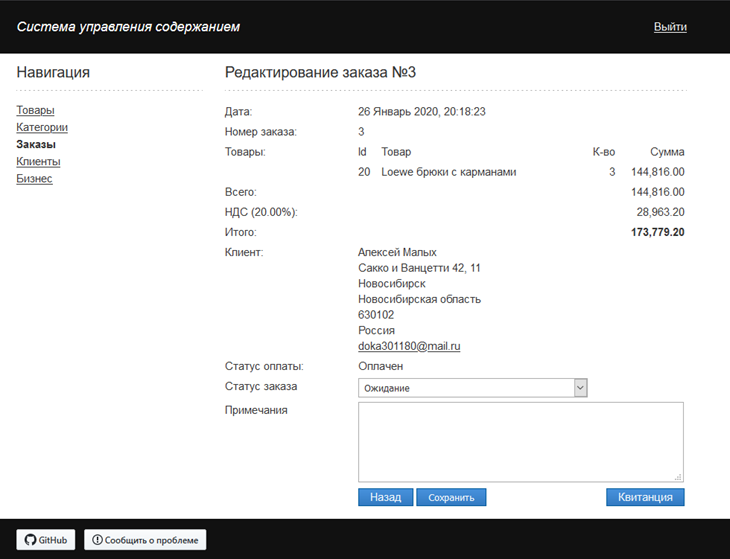 Система управления содержанием
Выйти
Навигация
Товары
Категории
Заказы
Клиенты
Бизнес
Редактирование заказа №3
Дата: 26 Январь 2020, 20:18:23
Номер заказа: 3
Товары: Id Товар К-во Сумма
20 Loewe брюки с карманами 3 144,816.00
Всего: 144,816.00
НДС (20.00%): 28,963.20
Итого: 173,779.20
Клиент: Алексей Малых
Сакко и Ванцетти 42, 11
Новосибирск
Новосибирская область
630102
Россия
doka301180@mail.ru
Статус оплаты: Оплачен
Статус заказа Ожидание
Примечания
Назад Сохранить Квитанция
GitHub Сообщить о проблеме